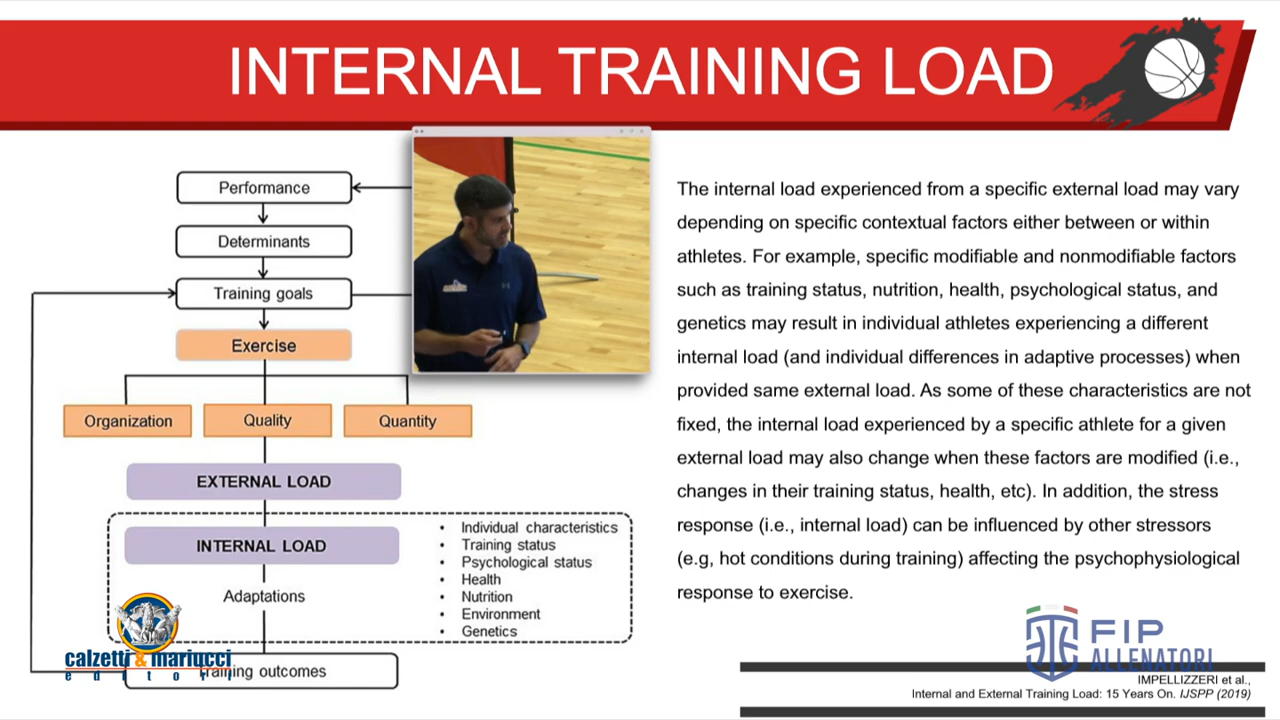 INTERNAL TRAINING LOAD
Performance
Determinants
Training goals
Exercise
Organization
Quality
Quantity
EXTERNAL LOAD
INTERNAL LOAD
Adaptations
• Individual characteristics
• Training status
• Psychological status
• Health
• Nutrition
• Environment
• Genetics
Training outcomes
calzetti & mariucci
editori
The internal load experienced from a specific external load may vary
depending on specific contextual factors either between or within
athletes. For example, specific modifiable and nonmodifiable factors
such as training status, nutrition, health, psychological status, and
genetics may result in individual athletes experiencing a different
internal load (and individual differences in adaptive processes) when
provided same external load. As some of these characteristics are not
fixed, the internal load experienced by a specific athlete for a given
external load may also change when these factors are modified (i.e.,
changes in their training status, health, etc). In addition, the stress
response (i.e., internal load) can be influenced by other stressors
(e.g, hot conditions during training) affecting the psychophysiological
response to exercise.
FIP
ALLENATORI
IMPELLIZZERI et al.,
Internal and External Training Load: 15 Years On. IJSPP (2019)